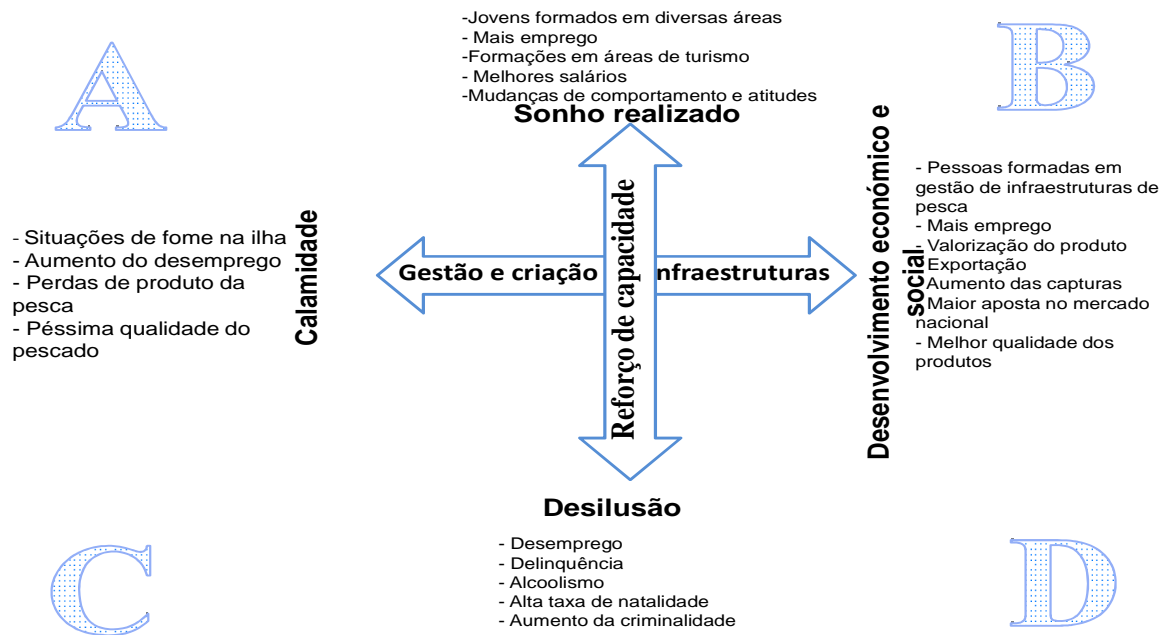 A
-Jovens formados em diversas áreas
- Mais emprego
-Formações em áreas de turismo
- Melhores salários
-Mudanças de comportamento e atitudes
Sonho realizado
B
- Situações de fome na ilha
- Aumento do desemprego
- Perdas de produto da
pesca
- Péssima qualidade do
pescado
Calamidade
Gestão e criação
nfraestruturas
Reforço de capacidade
Desenvolvimento económico e
social
- Pessoas formadas em
gestão de infraestruturas de
pesca
- Mais emprego
- Valorização do produto
Exportação
Aumento das capturas
Maior aposta no mercado
nacional
- Melhor qualidade dos
produtos
Desilusão
- Desemprego
- Delinquência
- Alcoolismo
- Alta taxa de natalidade
- Aumento da criminalidade
C
D